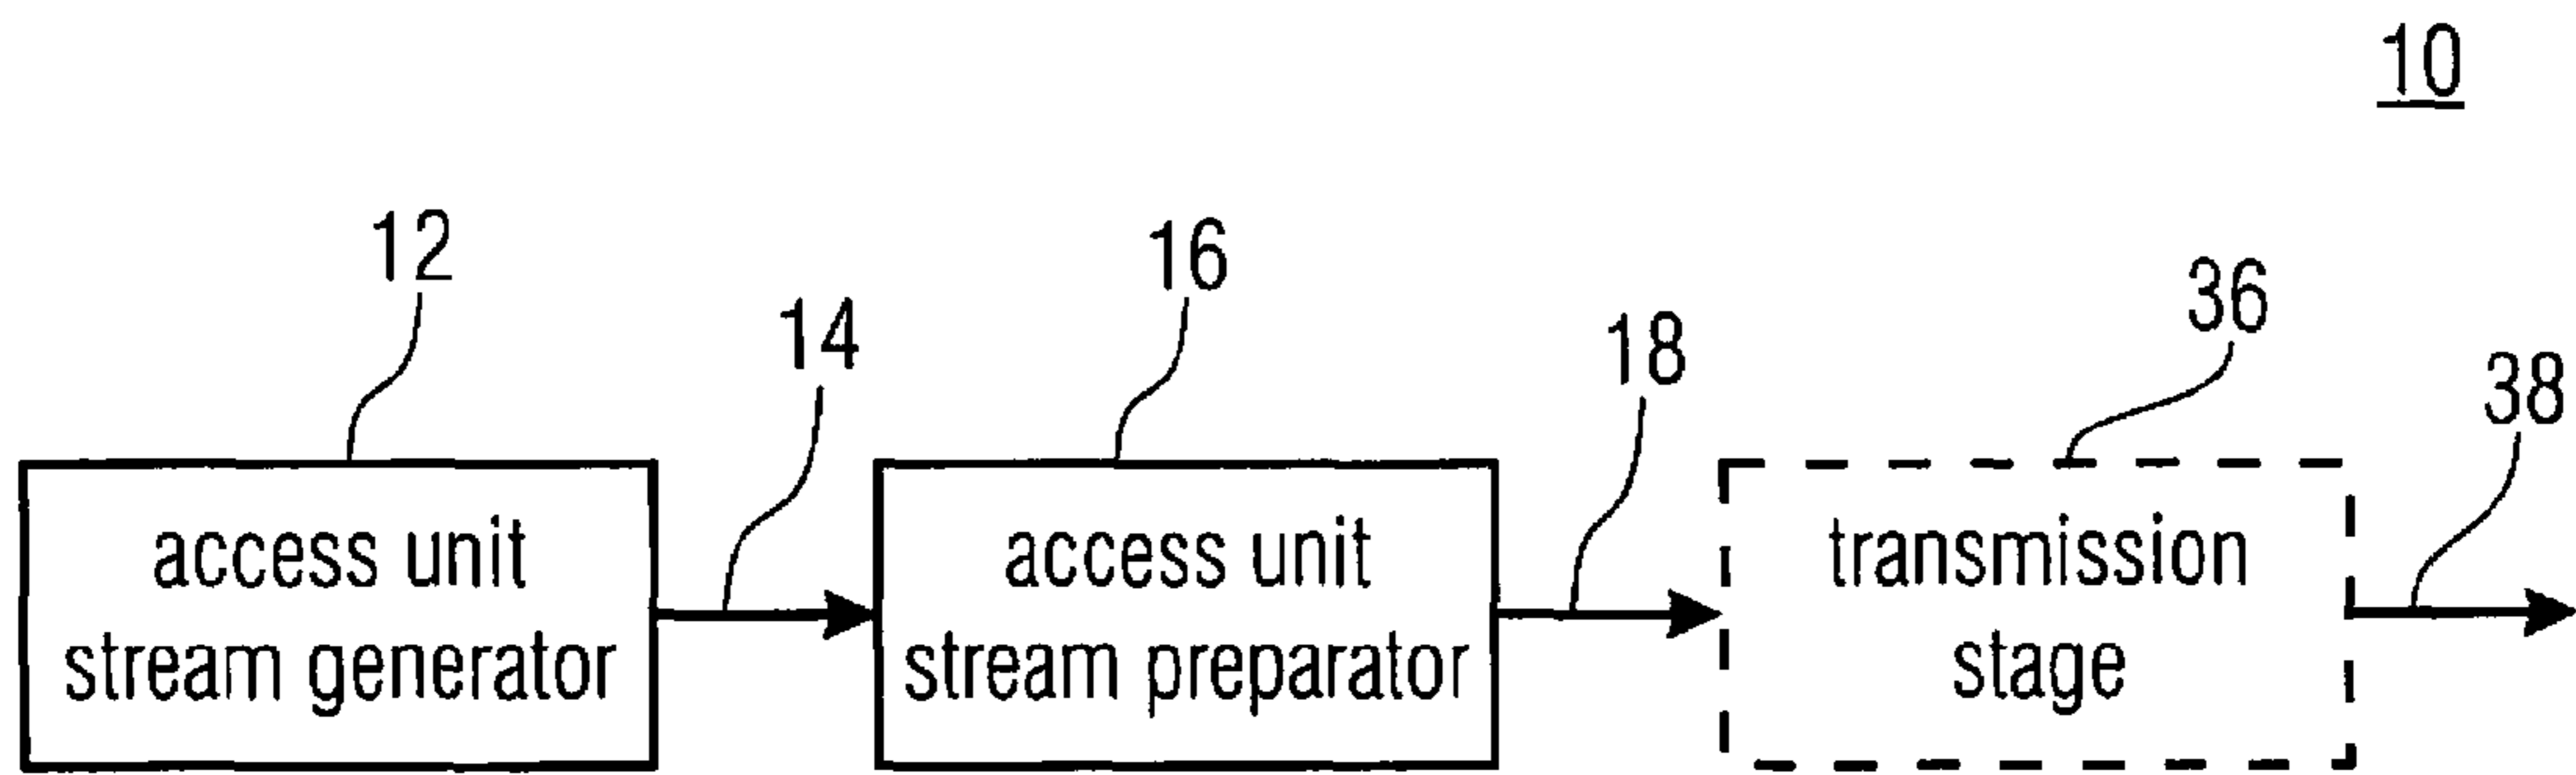 10
12
14
16
18
36
38
access unit
stream generator
access unit
stream preparator
transmission
stage